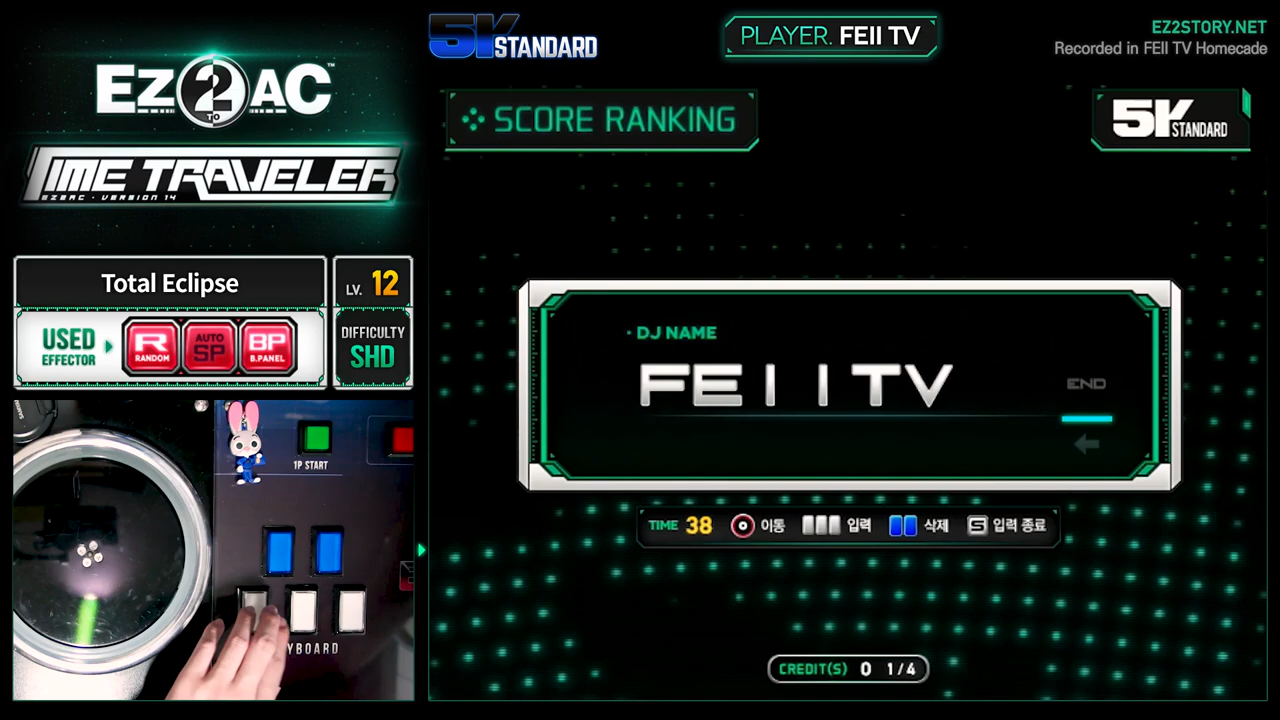 EZ2AC™
TO
TIME TRAVELER
EZ2AC · VERSION 14
Total Eclipse
LV. 12
USED
EFFECTOR
R
RANDOM
AUTO
SP
BP
B.PANEL
DIFFICULTY
SHD
1P START
YBOARD
5K STANDARD
PLAYER. FEII TV
EZ2STORY.NET
Recorded in FEII TV Homecade
SCORE RANKING
5K STANDARD
· DJ NAME
FEIITV
END
TIME 38 이동 입력 삭제 S 입력 종료
CREDIT(S) 0 1/4